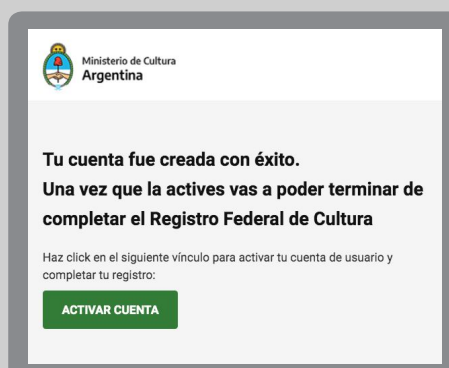 Ministerio de Cultura
Argentina
Tu cuenta fue creada con éxito.
Una vez que la actives vas a poder terminar de
completar el Registro Federal de Cultura
Haz click en el siguiente vínculo para activar tu cuenta de usuario y
completar tu registro:
ACTIVAR CUENTA